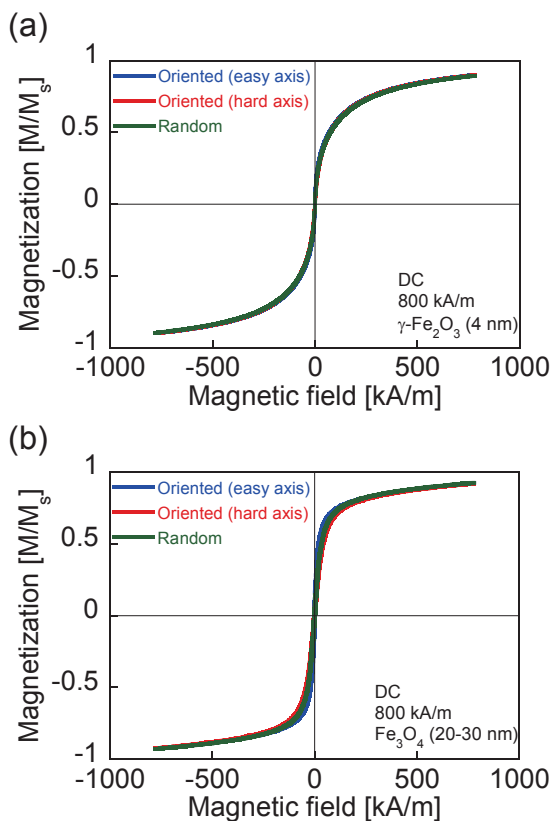 (a)
Magnetization [M/Mₛ]
1
0.5
0
-0.5
-1
Oriented (easy axis)
Oriented (hard axis)
Random
DC
800 kA/m
γ-Fe₂O₃ (4 nm)
-1000 -500 0 500 1000
Magnetic field [kA/m]
(b)
Magnetization [M/Mₛ]
1
0.5
0
-0.5
-1
Oriented (easy axis)
Oriented (hard axis)
Random
DC
800 kA/m
Fe₃O₄ (20-30 nm)
-1000 -500 0 500 1000
Magnetic field [kA/m]